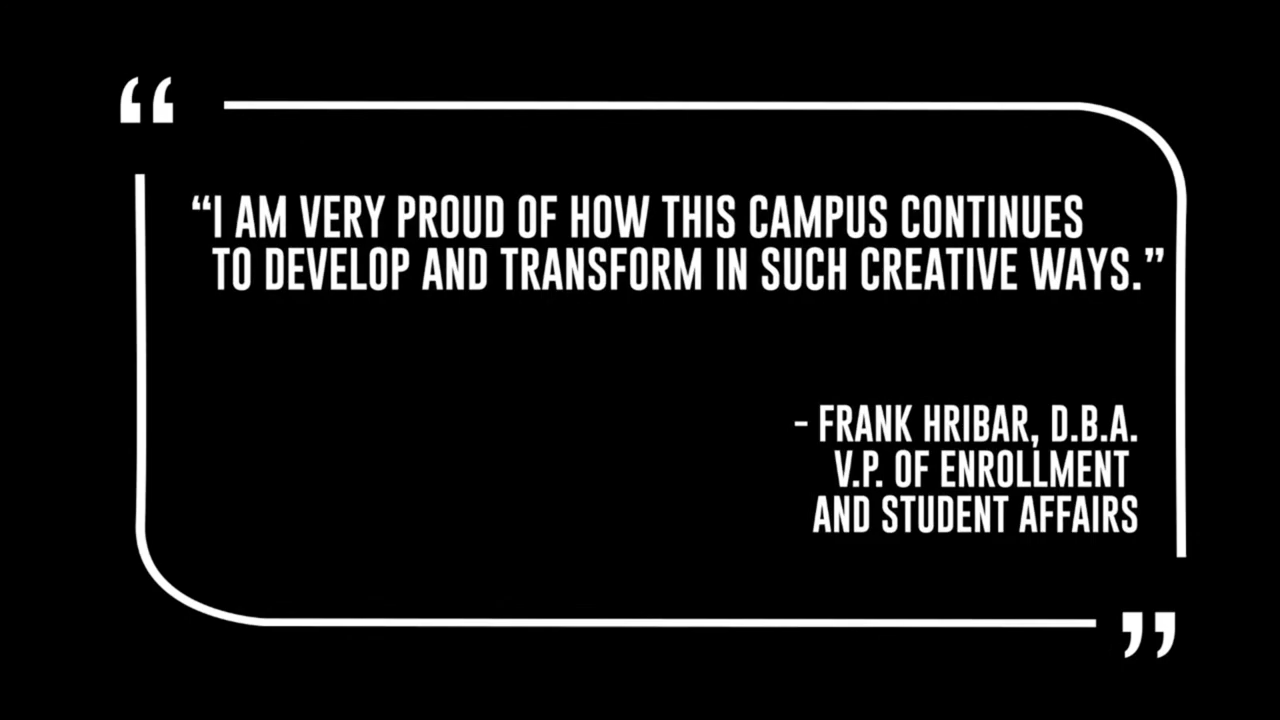 “I AM VERY PROUD OF HOW THIS CAMPUS CONTINUES
TO DEVELOP AND TRANSFORM IN SUCH CREATIVE WAYS.”
- FRANK HRIBAR, D.B.A.
V.P. OF ENROLLMENT
AND STUDENT AFFAIRS